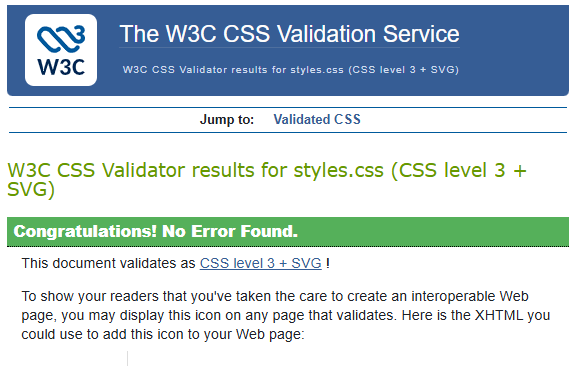 W3C
The W3C CSS Validation Service
W3C CSS Validator results for styles.css (CSS level 3 + SVG)
Jump to: Validated CSS
W3C CSS Validator results for styles.css (CSS level 3 +
SVG)
Congratulations! No Error Found.
This document validates as CSS level 3 + SVG !
To show your readers that you've taken the care to create an interoperable Web
page, you may display this icon on any page that validates. Here is the XHTML you
could use to add this icon to your Web page: